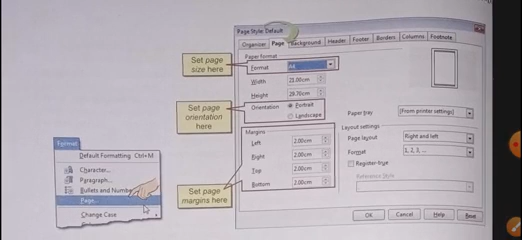 Page Style: Default
Organizer Page Background Header Footer Borders Columns Footnote
Paper format
Format A4
Width 21.00cm
Height 29.70cm
Orientation Portrait
Landscape
Paper tray [From printer settings]
Margins
Left 2.00cm
Right 2.00cm
Top 2.00cm
Bottom 2.00cm
Layout settings
Page layout Right and left
Format 1, 2, 3, ...
Register-true
Reference Style
OK Cancel Help Reset
Set page
size here
Set page
orientation
here
Set page
margins here
Format
Default Formatting Ctrl+M
Character...
Paragraph...
Bullets and Numb
Page...
Change Case